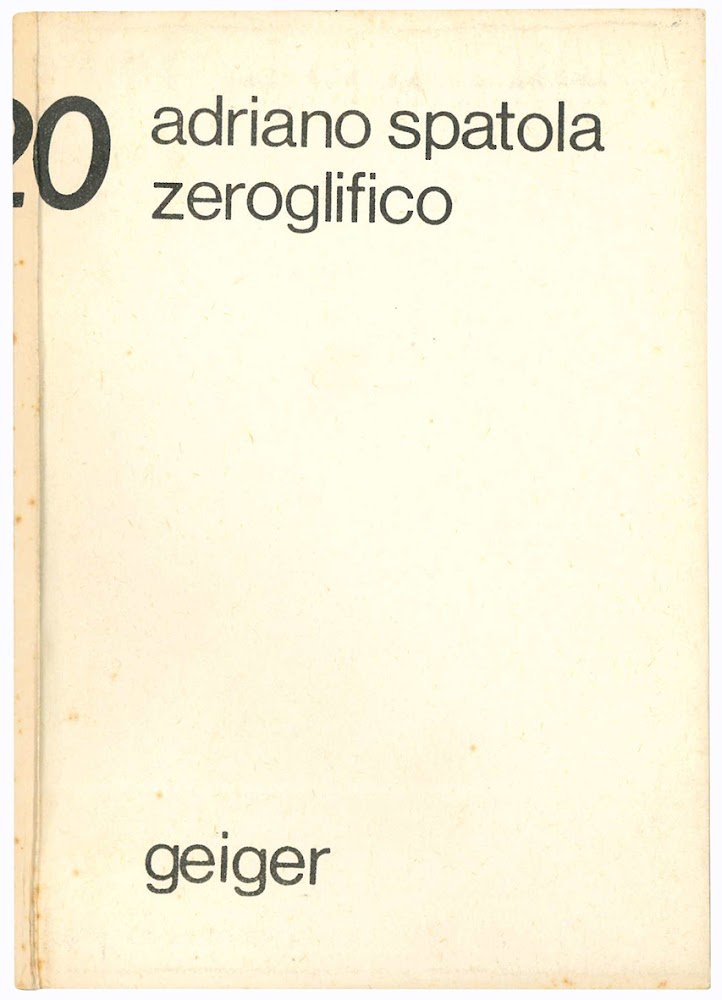 20
adriano spatola
zeroglifico
geiger